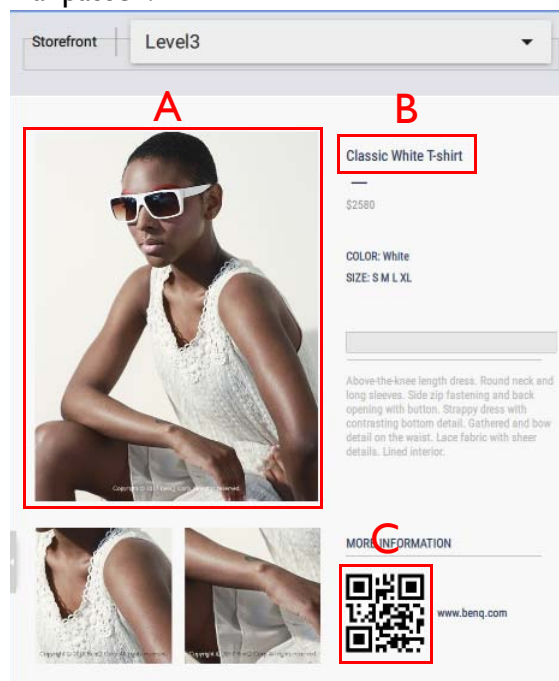 Storefront
Level3
A
B
Classic White T-shirt
$2580
COLOR: White
SIZE: S M L XL
Above-the-knee length dress. Round neck and
long sleeves. Side zip fastening and back
opening with button. Strappy dress with
contrasting bottom detail. Gathered and bow
detail on the waist. Lace fabric with sheer
details. Lined interior.
C
MORE INFORMATION
www.benq.com